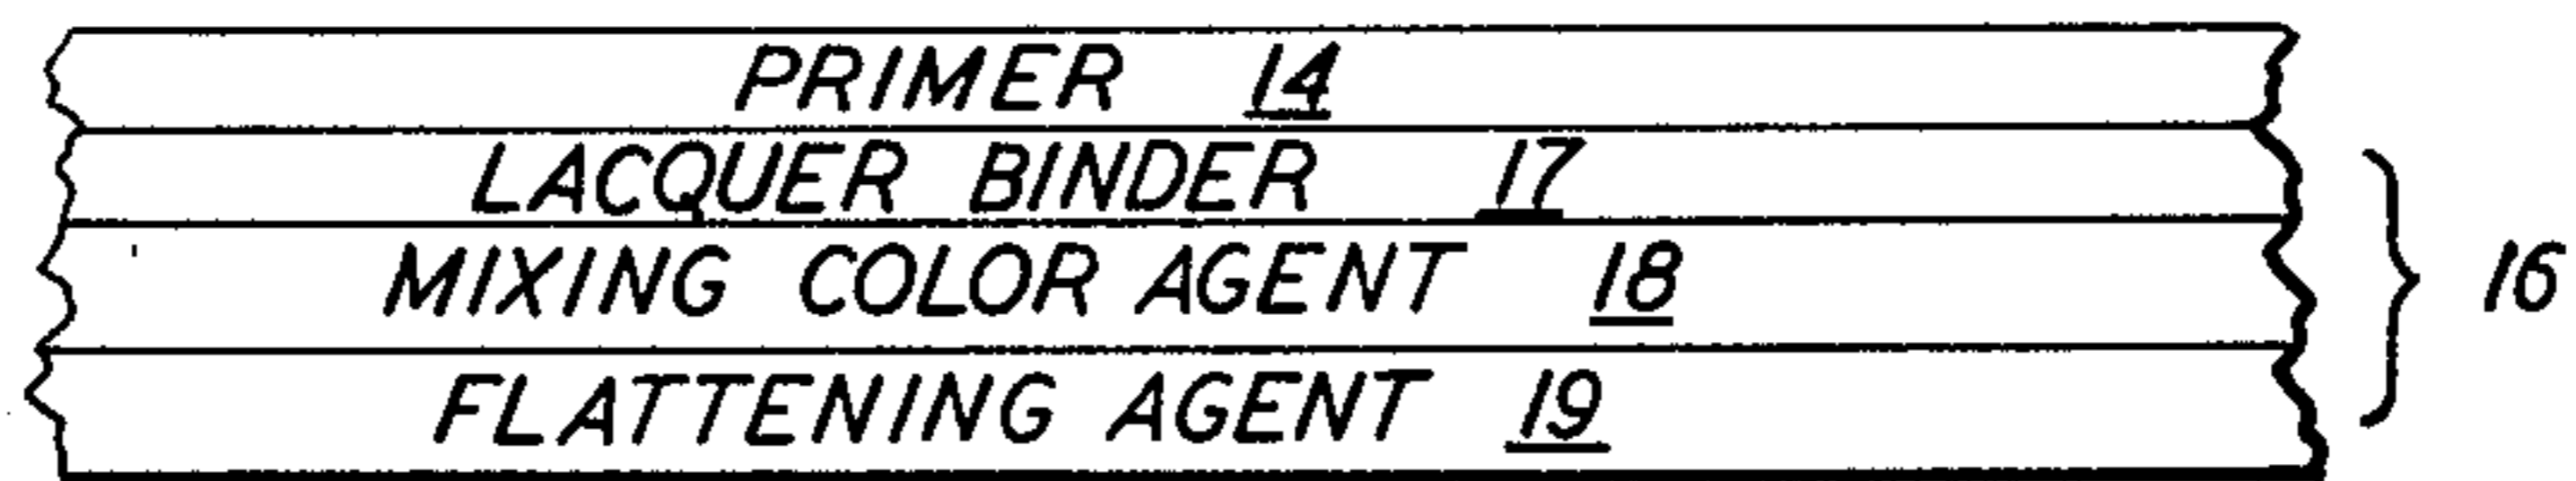 PRIMER 14
LACQUER BINDER 17
MIXING COLOR AGENT 18
FLATTENING AGENT 19
16